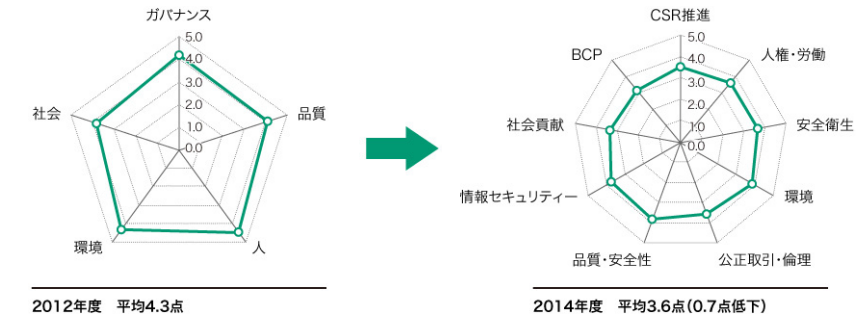 ガバナンス
5.0
4.0
3.0
2.0
1.0
0.0
品質
人
環境
社会
2012年度 平均4.3点
CSR推進
5.0
4.0
3.0
2.0
1.0
0.0
人権・労働
安全衛生
環境
公正取引・倫理
品質・安全性
情報セキュリティー
社会貢献
BCP
2014年度 平均3.6点(0.7点低下)